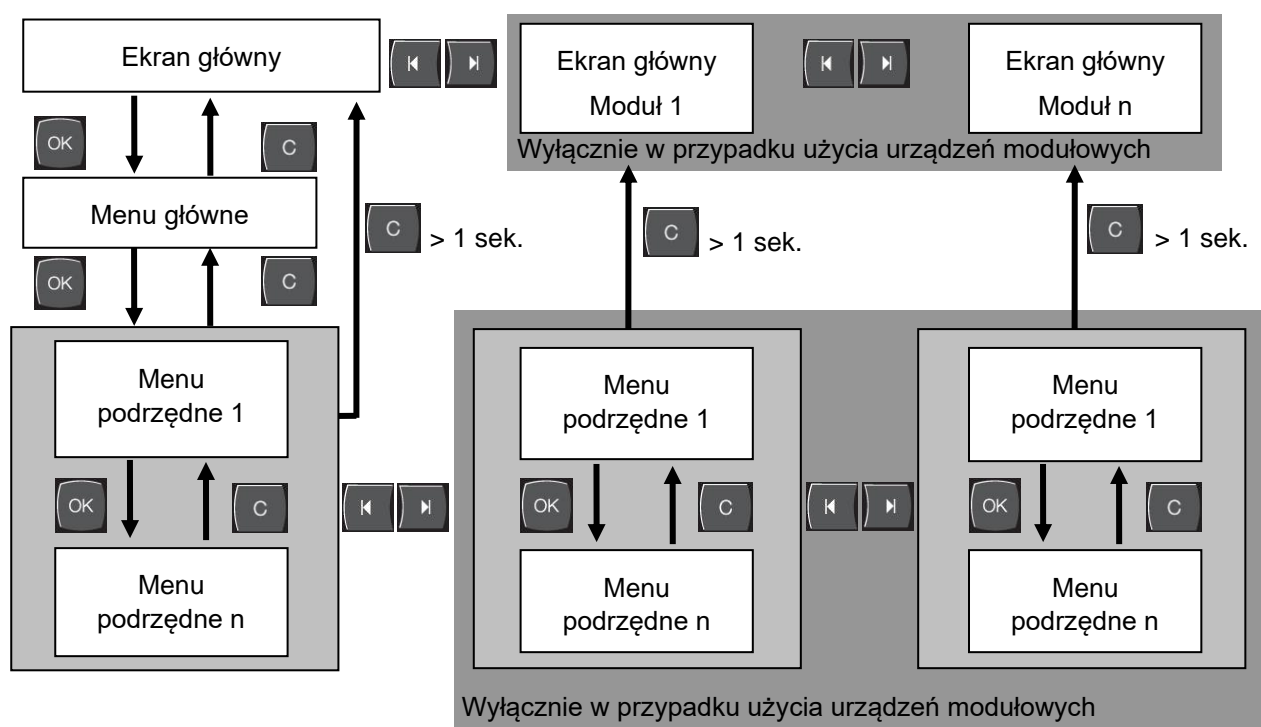 Ekran główny
Ekran główny
Moduł 1
Ekran główny
Moduł n
Wyłącznie w przypadku użycia urządzeń modułowych
OK
C
Menu główne
C
> 1 sek.
C
> 1 sek.
C
> 1 sek.
OK
C
Menu
podrzędne 1
OK
C
Menu
podrzędne n
Menu
podrzędne 1
OK
C
Menu
podrzędne n
Menu
podrzędne 1
OK
C
Menu
podrzędne n
Wyłącznie w przypadku użycia urządzeń modułowych